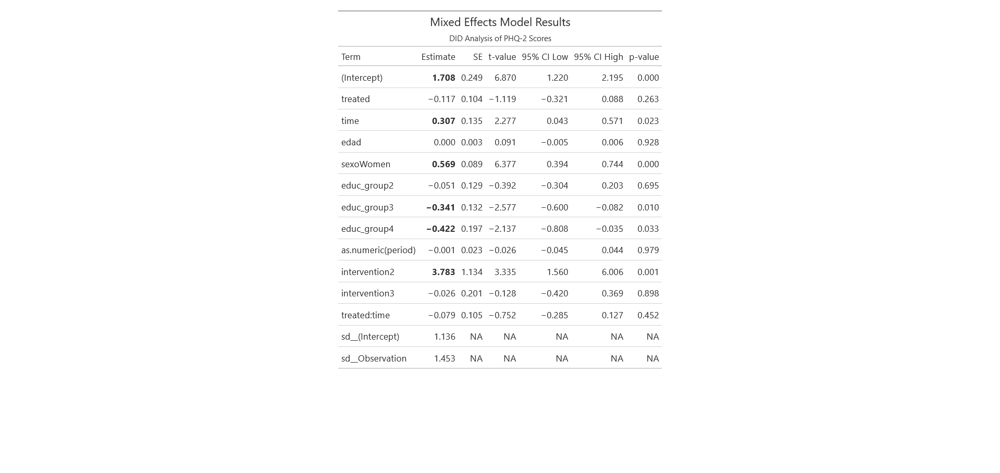 Mixed Effects Model Results
DID Analysis of PHQ-2 Scores
Term Estimate SE t-value 95% CI Low 95% CI High p-value
(Intercept) 1.708 0.249 6.870 1.220 2.195 0.000
treated −0.117 0.104 −1.119 −0.321 0.088 0.263
time 0.307 0.135 2.277 0.043 0.571 0.023
edad 0.000 0.003 0.091 −0.005 0.006 0.928
sexoWomen 0.569 0.089 6.377 0.394 0.744 0.000
educ_group2 −0.051 0.129 −0.392 −0.304 0.203 0.695
educ_group3 −0.341 0.132 −2.577 −0.600 −0.082 0.010
educ_group4 −0.422 0.197 −2.137 −0.808 −0.035 0.033
as.numeric(period) −0.001 0.023 −0.026 −0.045 0.044 0.979
intervention2 3.783 1.134 3.335 1.560 6.006 0.001
intervention3 −0.026 0.201 −0.128 −0.420 0.369 0.898
treated:time −0.079 0.105 −0.752 −0.285 0.127 0.452
sd__(Intercept) 1.136 NA NA NA NA NA
sd__Observation 1.453 NA NA NA NA NA